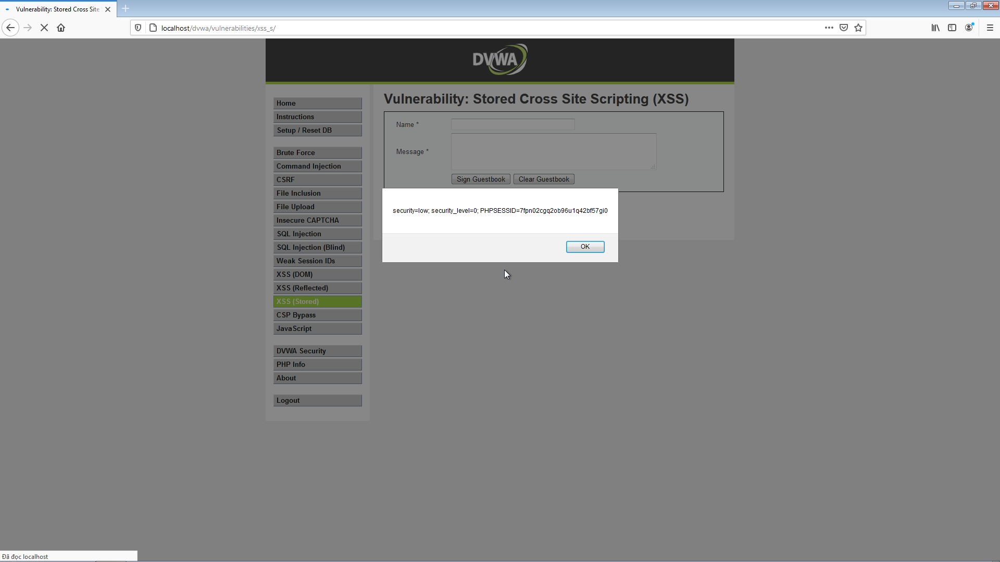 Vulnerability: Stored Cross Site
localhost/dvwa/vulnerabilities/xss_s/
DVWA
Home
Instructions
Setup / Reset DB
Brute Force
Command Injection
CSRF
File Inclusion
File Upload
Insecure CAPTCHA
SQL Injection
SQL Injection (Blind)
Weak Session IDs
XSS (DOM)
XSS (Reflected)
XSS (Stored)
CSP Bypass
JavaScript
DVWA Security
PHP Info
About
Logout
Vulnerability: Stored Cross Site Scripting (XSS)
Name *
Message *
Sign Guestbook Clear Guestbook
security=low; security_level=0; PHPSESSID=7fpn02cgq2ob96u1q42bf57gi0
OK
Đã đọc localhost